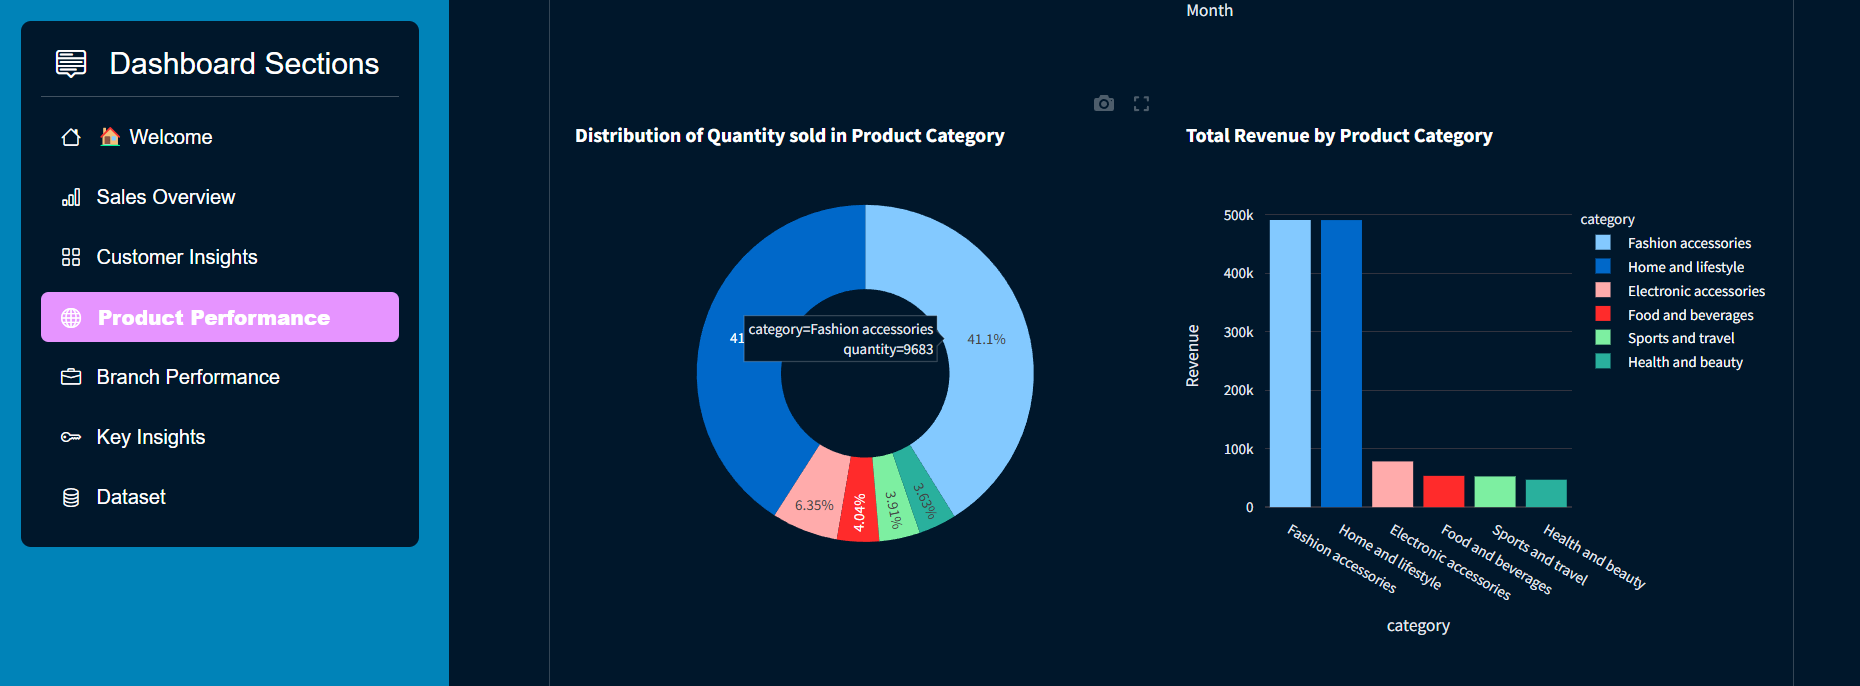 Dashboard Sections
Welcome
Sales Overview
Customer Insights
Product Performance
Branch Performance
Key Insights
Dataset
Month
Distribution of Quantity sold in Product Category
41
category=Fashion accessories
quantity=9683
41.1%
6.35%
4.04%
3.91%
3.63%
Total Revenue by Product Category
Revenue
500k
400k
300k
200k
100k
0
Fashion accessories
Home and lifestyle
Electronic accessories
Food and beverages
Sports and travel
Health and beauty
category
category
Fashion accessories
Home and lifestyle
Electronic accessories
Food and beverages
Sports and travel
Health and beauty